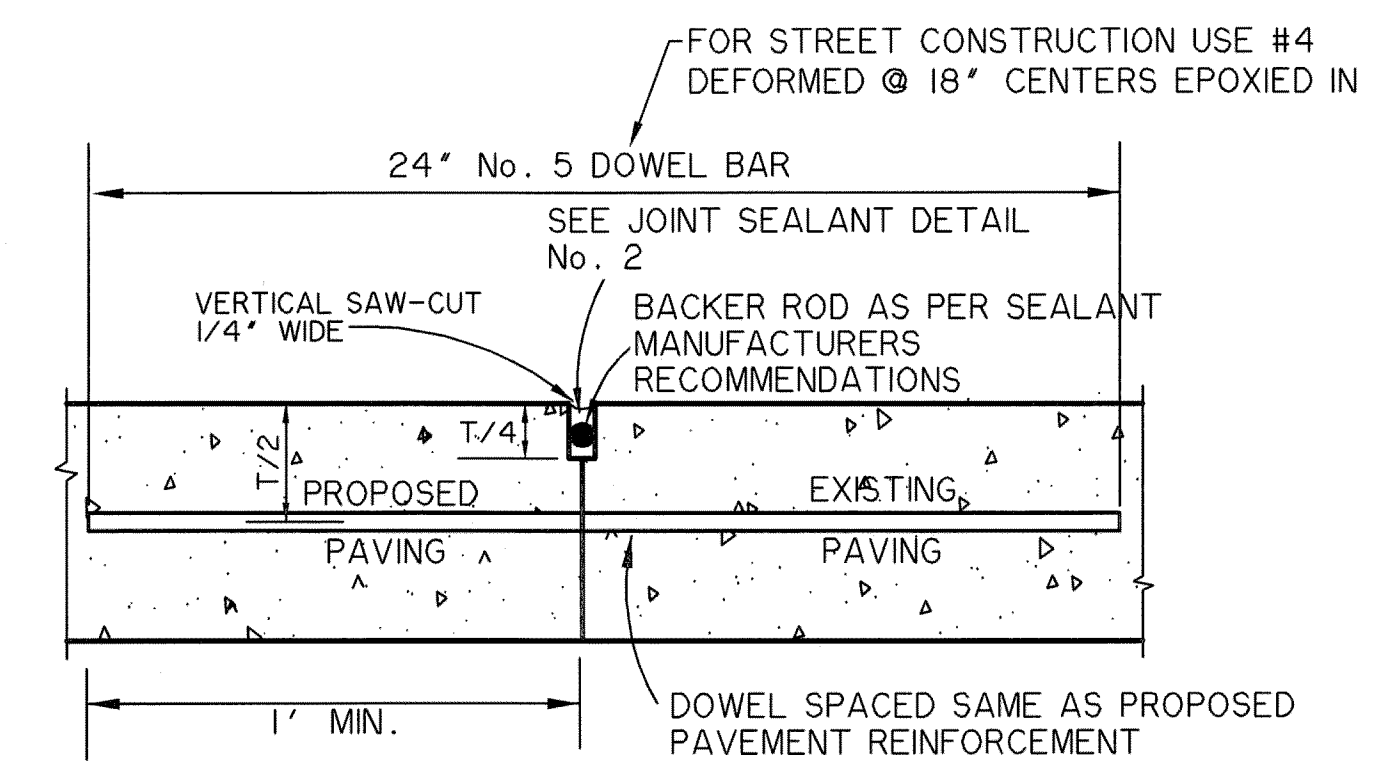 FOR STREET CONSTRUCTION USE #4
DEFORMED @ 18" CENTERS EPOXIED IN
24" No. 5 DOWEL BAR
SEE JOINT SEALANT DETAIL
No. 2
VERTICAL SAW-CUT
1/4" WIDE
BACKER ROD AS PER SEALANT
MANUFACTURERS
RECOMMENDATIONS
T/4
T/2
PROPOSED
EXISTING
PAVING
PAVING
1' MIN.
DOWEL SPACED SAME AS PROPOSED
PAVEMENT REINFORCEMENT